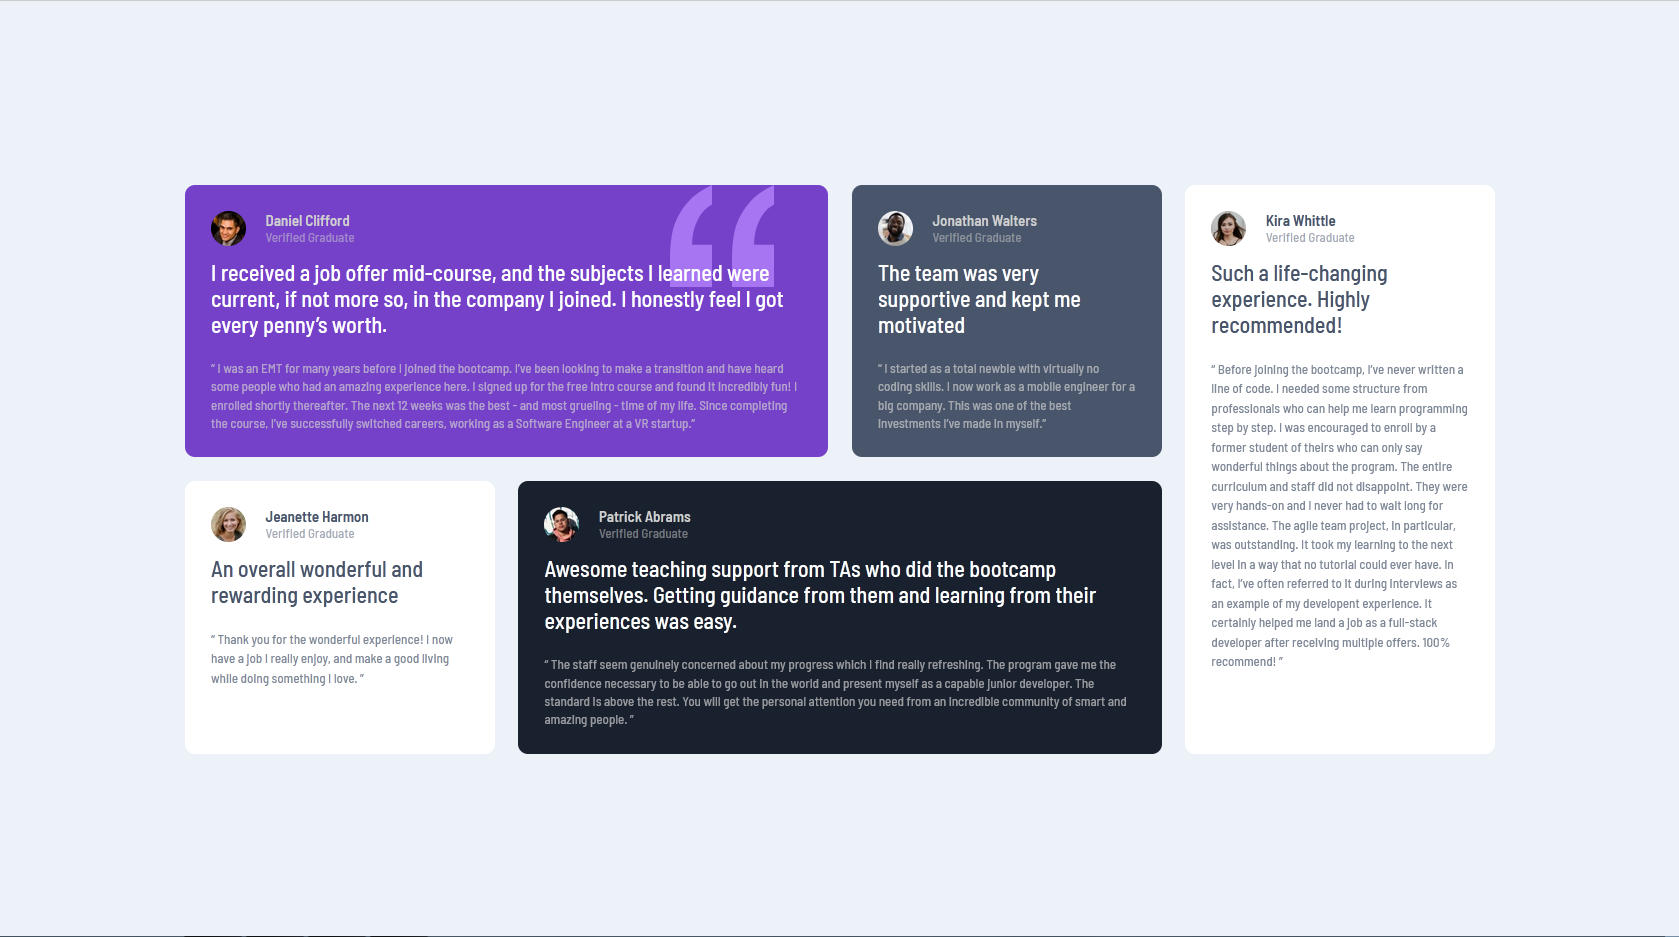 Daniel Clifford
Verified Graduate
I received a job offer mid-course, and the subjects I learned were
current, if not more so, in the company I joined. I honestly feel I got
every penny’s worth.
“ I was an EMT for many years before I joined the bootcamp. I’ve been looking to make a transition and have heard
some people who had an amazing experience here. I signed up for the free intro course and found it incredibly fun! I
enrolled shortly thereafter. The next 12 weeks was the best - and most grueling - time of my life. Since completing
the course, I’ve successfully switched careers, working as a Software Engineer at a VR startup.”
Jonathan Walters
Verified Graduate
The team was very
supportive and kept me
motivated
“ I started as a total newbie with virtually no
coding skills. I now work as a mobile engineer for a
big company. This was one of the best
investments I’ve made in myself.”
Kira Whittle
Verified Graduate
Such a life-changing
experience. Highly
recommended!
“ Before joining the bootcamp, I’ve never written a
line of code. I needed some structure from
professionals who can help me learn programming
step by step. I was encouraged to enroll by a
former student of theirs who can only say
wonderful things about the program. The entire
curriculum and staff did not disappoint. They were
very hands-on and I never had to wait long for
assistance. The agile team project, in particular,
was outstanding. It took my learning to the next
level in a way that no tutorial could ever have. In
fact, I’ve often referred to it during interviews as
an example of my developent experience. It
certainly helped me land a job as a full-stack
developer after receiving multiple offers. 100%
recommend! ”
Jeanette Harmon
Verified Graduate
An overall wonderful and
rewarding experience
“ Thank you for the wonderful experience! I now
have a job I really enjoy, and make a good living
while doing something I love. ”
Patrick Abrams
Verified Graduate
Awesome teaching support from TAs who did the bootcamp
themselves. Getting guidance from them and learning from their
experiences was easy.
“ The staff seem genuinely concerned about my progress which I find really refreshing. The program gave me the
confidence necessary to be able to go out in the world and present myself as a capable junior developer. The
standard is above the rest. You will get the personal attention you need from an incredible community of smart and
amazing people. ”